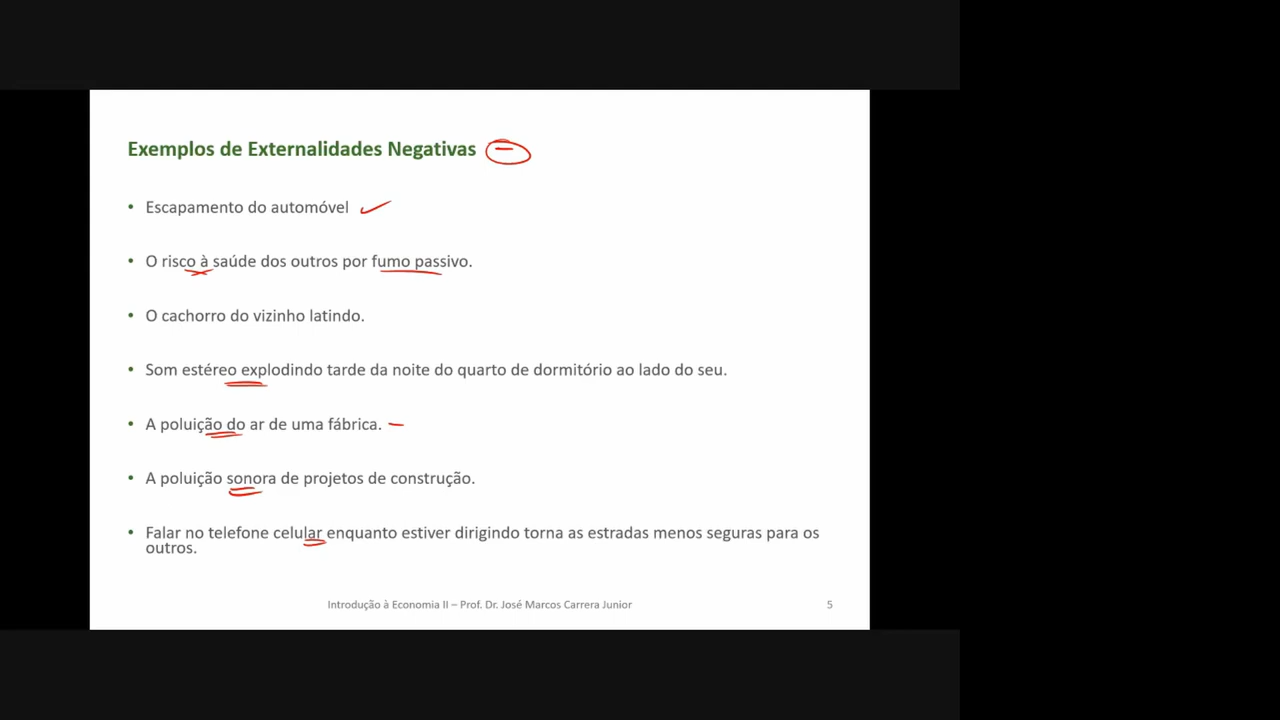 Exemplos de Externalidades Negativas
• Escapamento do automóvel
• O risco à saúde dos outros por fumo passivo.
• O cachorro do vizinho latindo.
• Som estéreo explodindo tarde da noite do quarto de dormitório ao lado do seu.
• A poluição do ar de uma fábrica.
• A poluição sonora de projetos de construção.
• Falar no telefone celular enquanto estiver dirigindo torna as estradas menos seguras para os
outros.
Introdução à Economia II – Prof. Dr. José Marcos Carrera Junior 5